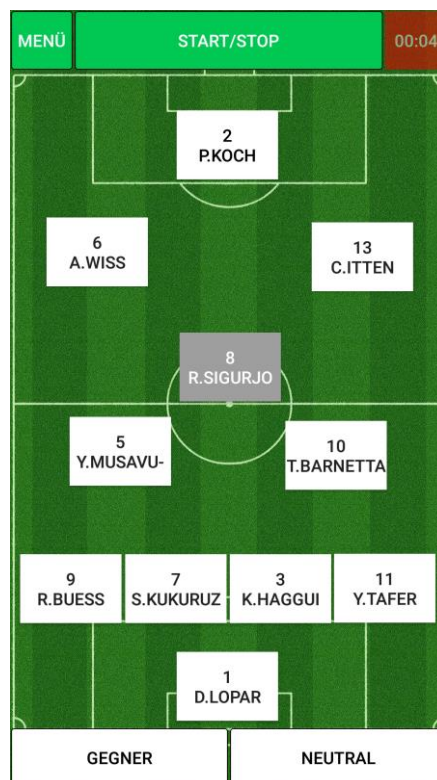 MENÜ
START/STOP
00:04
2
P.KOCH
6
A.WISS
13
C.ITTEN
8
R.SIGURJO
5
Y.MUSAVU-
10
T.BARNETTA
9
R.BUESS
7
S.KUKURUZ
3
K.HAGGUI
11
Y.TAFER
1
D.LOPAR
GEGNER
NEUTRAL